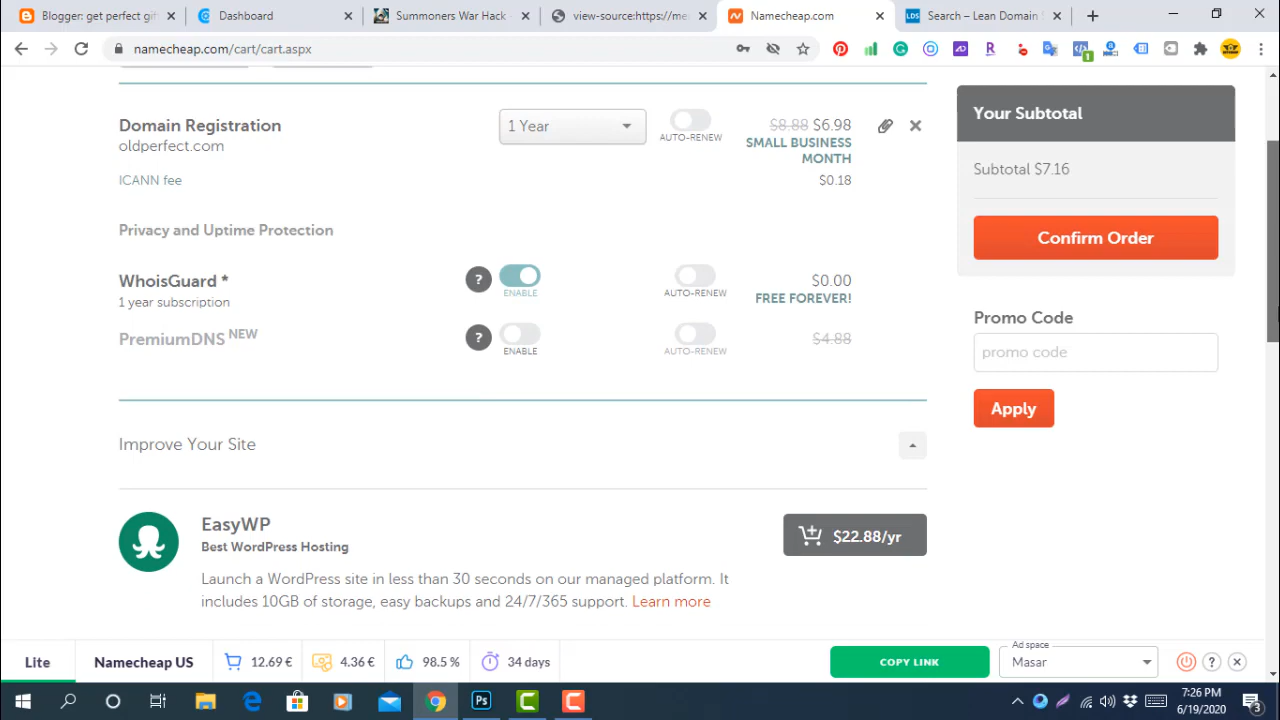 Blogger: get perfect gif
Dashboard
Summoners War Hack
view-source:https://me
Namecheap.com
Search – Lean Domain
namecheap.com/cart/cart.aspx
Domain Registration
oldperfect.com
ICANN fee
1 Year
AUTO-RENEW
$8.88 $6.98
SMALL BUSINESS
MONTH
$0.18
Privacy and Uptime Protection
WhoisGuard *
1 year subscription
?
ENABLE
AUTO-RENEW
$0.00
FREE FOREVER!
PremiumDNS NEW
?
ENABLE
AUTO-RENEW
$4.88
Improve Your Site
EasyWP
Best WordPress Hosting
$22.88/yr
Launch a WordPress site in less than 30 seconds on our managed platform. It
includes 10GB of storage, easy backups and 24/7/365 support. Learn more
Your Subtotal
Subtotal $7.16
Confirm Order
Promo Code
promo code
Apply
Lite
Namecheap US
12.69 €
4.36 €
98.5 %
34 days
COPY LINK
Ad space
Masar
?
7:26 PM
6/19/2020
3